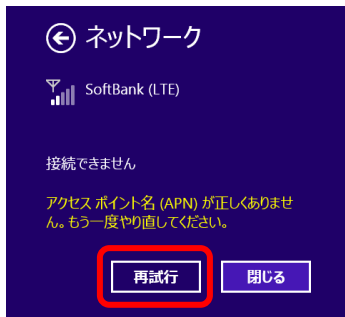 ネットワーク
SoftBank (LTE)
接続できません
アクセス ポイント名 (APN) が正しくありませ
ん。もう一度やり直してください。
再試行 閉じる